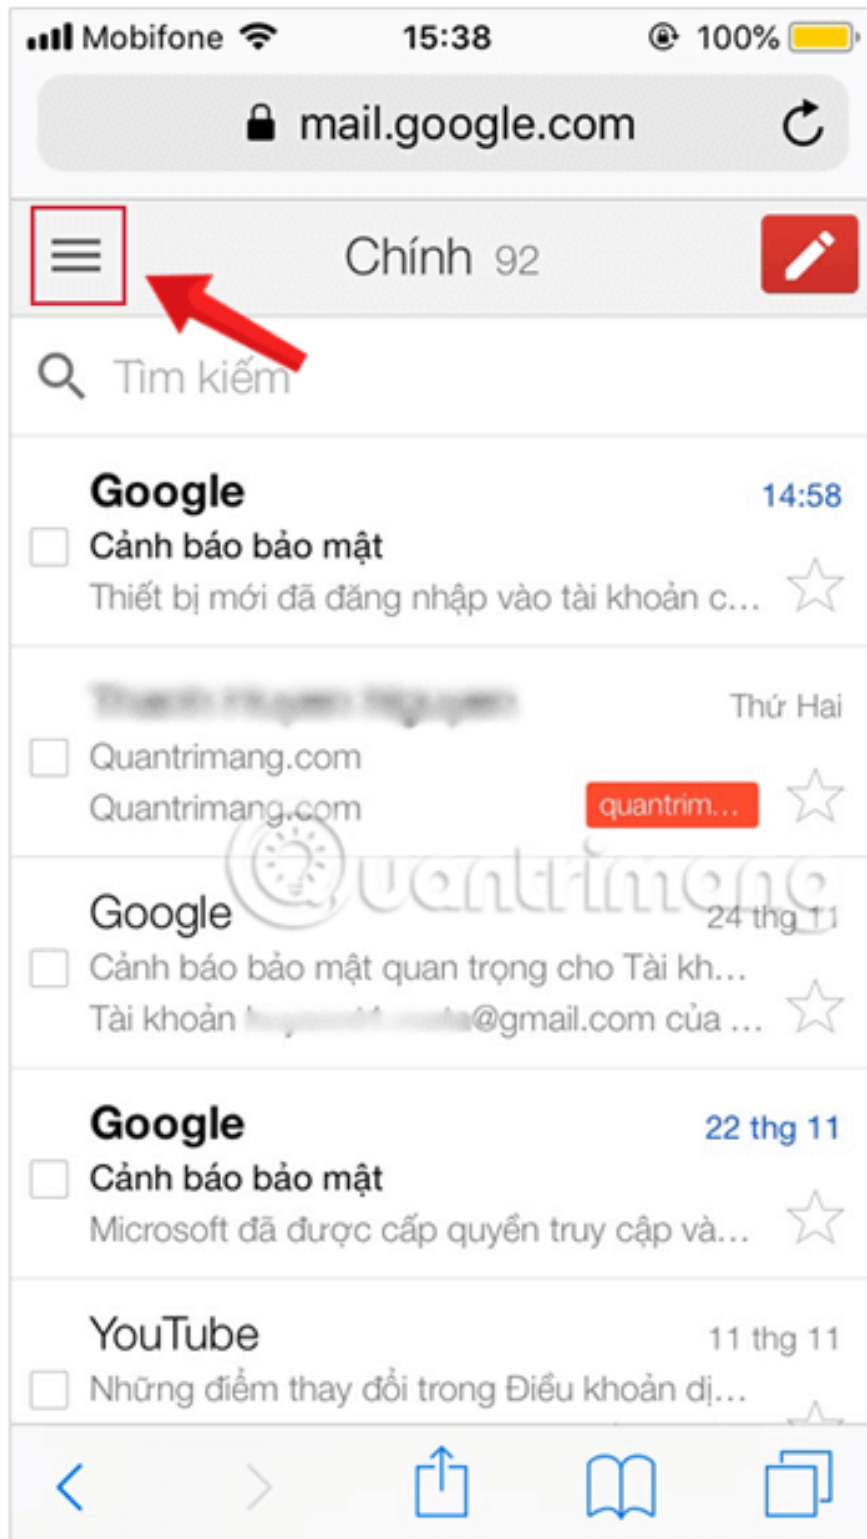 Mobifone 15:38 100%
mail.google.com
Chính 92
Tìm kiếm
Google 14:58
Cảnh báo bảo mật
Thiết bị mới đã đăng nhập vào tài khoản c...
Thứ Hai
Quantrimang.com
Quantrimang.com quantrim...
Quantrimang
Google 24 thg 11
Cảnh báo bảo mật quan trọng cho Tài kh...
Tài khoản @gmail.com của ...
Google 22 thg 11
Cảnh báo bảo mật
Microsoft đã được cấp quyền truy cập và...
YouTube 11 thg 11
Những điểm thay đổi trong Điều khoản dị...